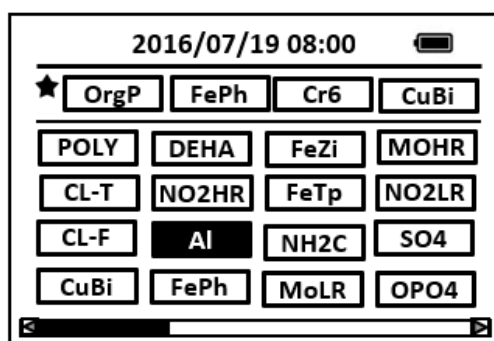 2016/07/19 08:00
OrgP FePh Cr6 CuBi
POLY DEHA FeZi MOHR
CL-T NO2HR FeTp NO2LR
CL-F Al NH2C SO4
CuBi FePh MoLR OPO4